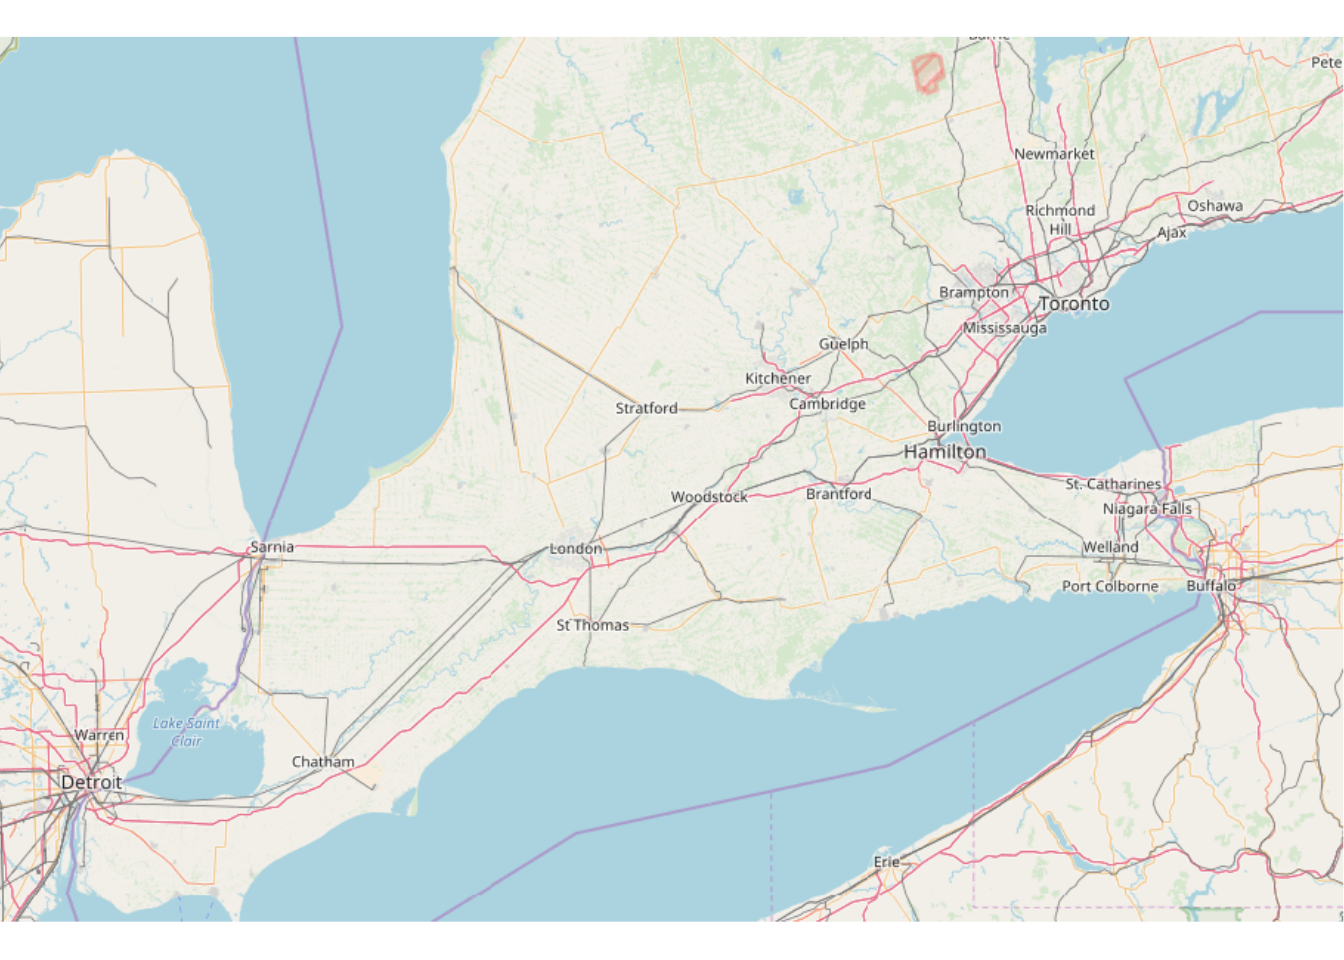 Barrie
Pete
Newmarket
Richmond
Hill
Oshawa
Ajax
Brampton
Toronto
Mississauga
Guelph
Kitchener
Stratford
Cambridge
Burlington
Hamilton
St. Catharines
Woodstock
Brantford
Niagara Falls
Sarnia
London
Welland
Port Colborne
Buffalo
St Thomas
Lake Saint
Clair
Warren
Chatham
Detroit
Erie